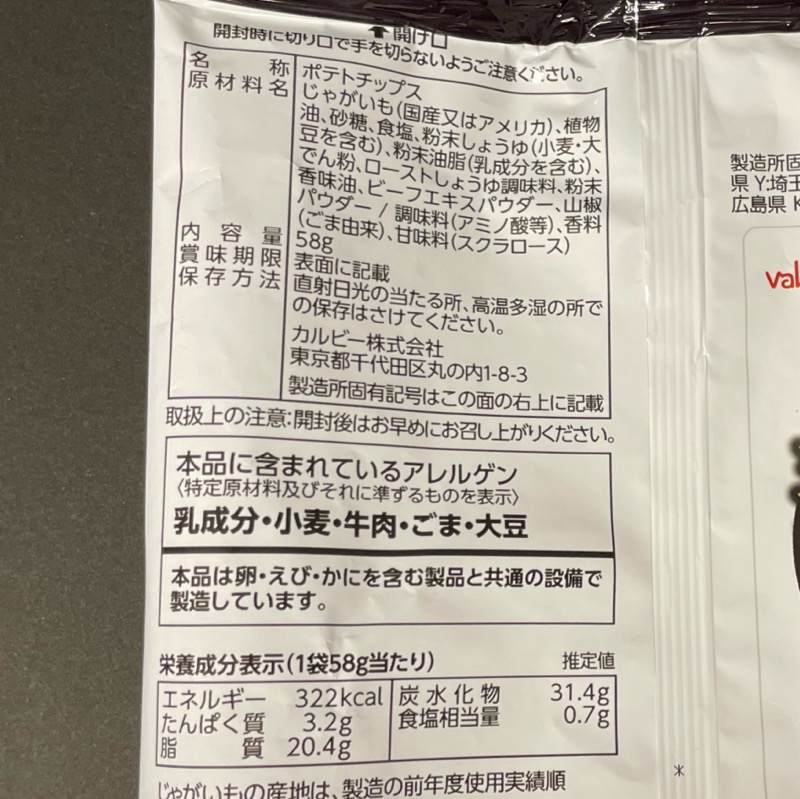 開け口
開封時に切り口で手を切らないようご注意ください。
名称 ポテトチップス
原材料名 じゃがいも(国産又はアメリカ)、植物
油、砂糖、食塩、粉末しょうゆ(小麦・大
豆を含む)、粉末油脂(乳成分を含む)、
でん粉、ローストしょうゆ調味料、粉末
香味油、ビーフエキスパウダー、山椒
パウダー / 調味料(アミノ酸等)、香料
(ごま由来)、甘味料(スクラロース)
内容量 58g
賞味期限 表面に記載
保存方法 直射日光の当たる所、高温多湿の所で
の保存はさけてください。
カルビー株式会社
東京都千代田区丸の内1-8-3
製造所固有記号はこの面の右上に記載
取扱上の注意:開封後はお早めにお召し上がりください。
本品に含まれているアレルゲン
〈特定原材料及びそれに準ずるものを表示〉
乳成分・小麦・牛肉・ごま・大豆
本品は卵・えび・かにを含む製品と共通の設備で
製造しています。
栄養成分表示(1袋58g当たり) 推定値
エネルギー 322kcal 炭水化物 31.4g
たんぱく質 3.2g 食塩相当量 0.7g
脂質 20.4g
じゃがいもの産地は、製造の前年度使用実績順
製造所固
県 Y:埼玉
広島県 K